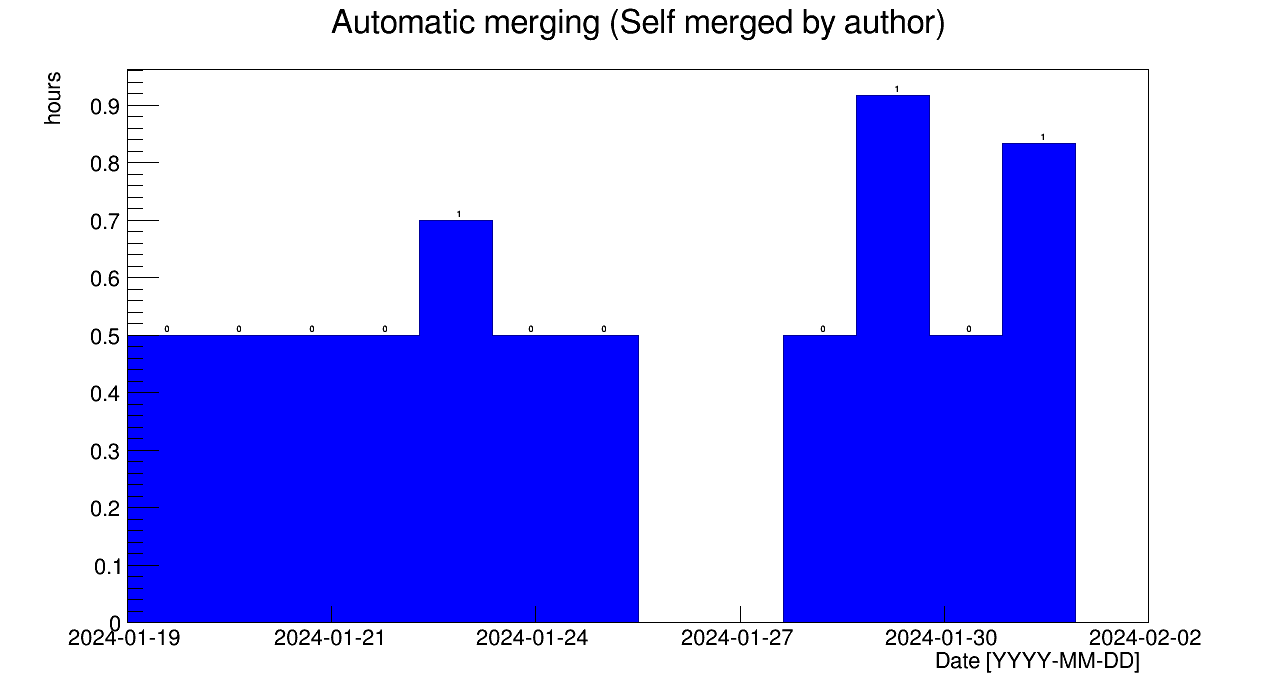 Automatic merging (Self merged by author)
hours
0.9
0.8
0.7
0.6
0.5
0.4
0.3
0.2
0.1
0
0 0 0 0 1 0 0 0 1 0 1
2024-01-19 2024-01-21 2024-01-24 2024-01-27 2024-01-30 2024-02-02
Date [YYYY-MM-DD]